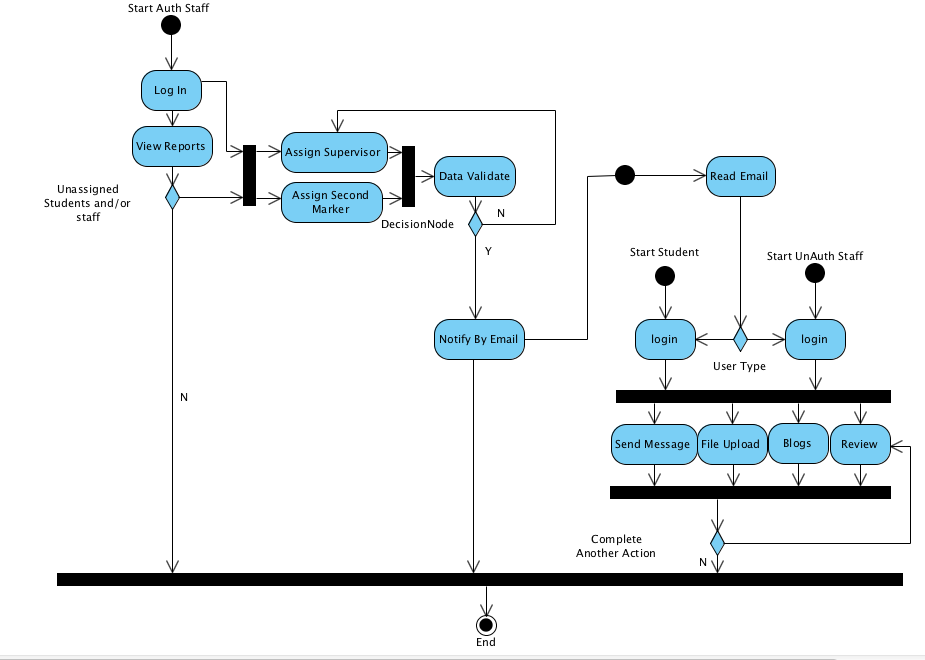 Start Auth Staff
Log In
View Reports
Unassigned
Students and/or
staff
Assign Supervisor
Assign Second
Marker
DecisionNode
Data Validate
N
Y
Notify By Email
Read Email
Start Student
Start UnAuth Staff
login
login
User Type
N
Send Message
File Upload
Blogs
Review
Complete
Another Action
N
End